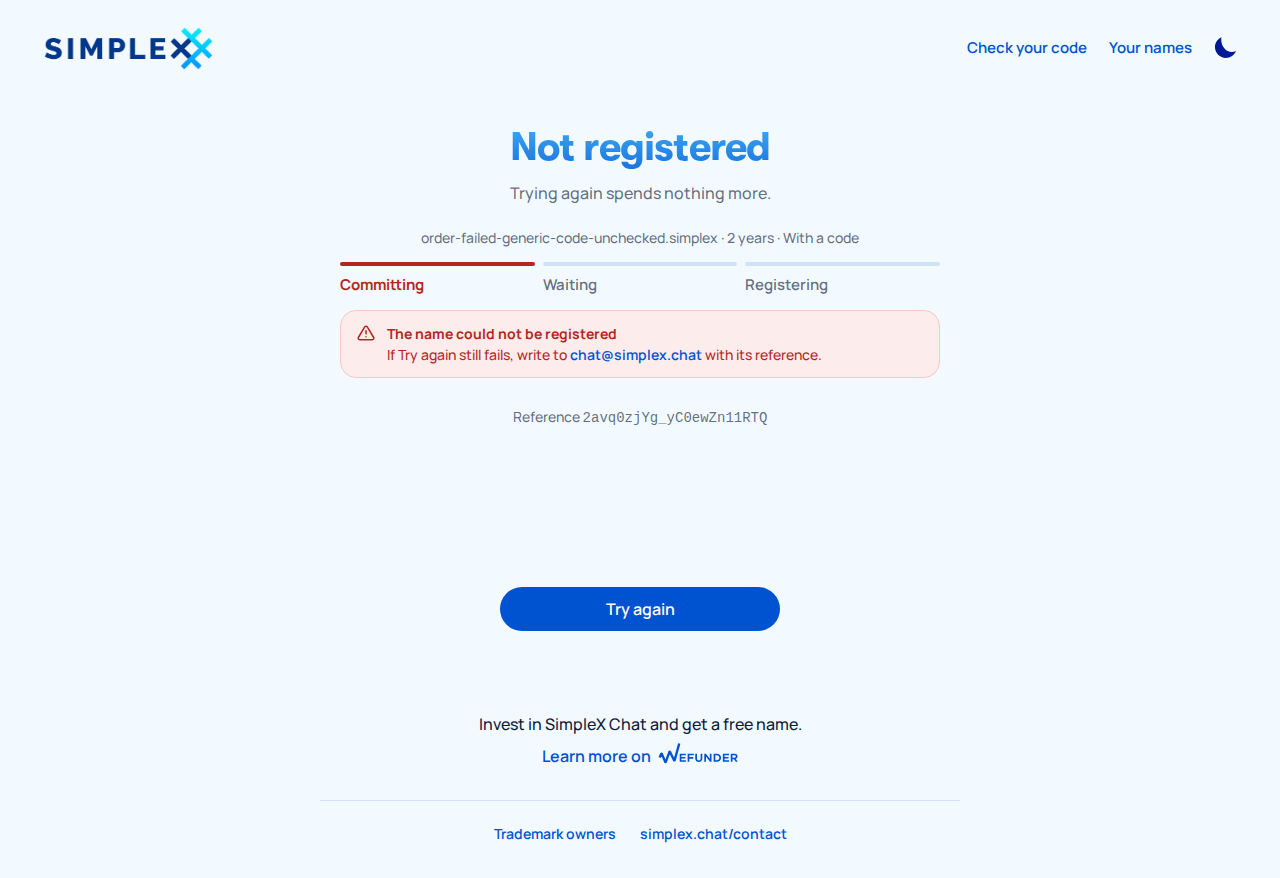 SIMPLEX
Check your code
Your names
Not registered
Trying again spends nothing more.
order-failed-generic-code-unchecked.simplex · 2 years · With a code
Committing
Waiting
Registering
The name could not be registered
If Try again still fails, write to chat@simplex.chat with its reference.
Reference 2avq0zjYg_yC0ewZn11RTQ
Try again
Invest in SimpleX Chat and get a free name.
Learn more on WEFUNDER
Trademark owners
simplex.chat/contact